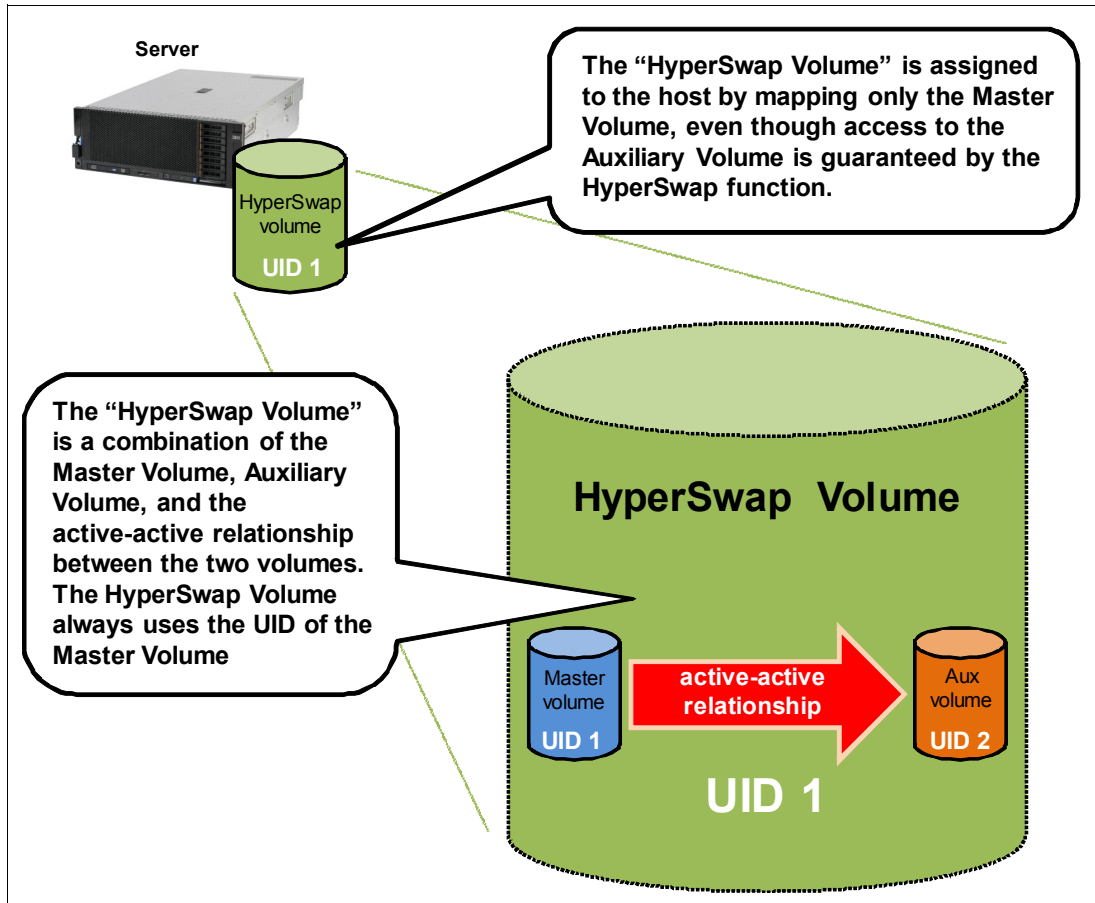 Server
The “HyperSwap Volume” is assigned
to the host by mapping only the Master
Volume, even though access to the
Auxiliary Volume is guaranteed by the
HyperSwap function.
HyperSwap
volume
UID 1
The “HyperSwap Volume”
is a combination of the
Master Volume, Auxiliary
Volume, and the
active-active relationship
between the two volumes.
The HyperSwap Volume
always uses the UID of the
Master Volume
HyperSwap Volume
Master
volume
UID 1
active-active
relationship
Aux
volume
UID 2
UID 1